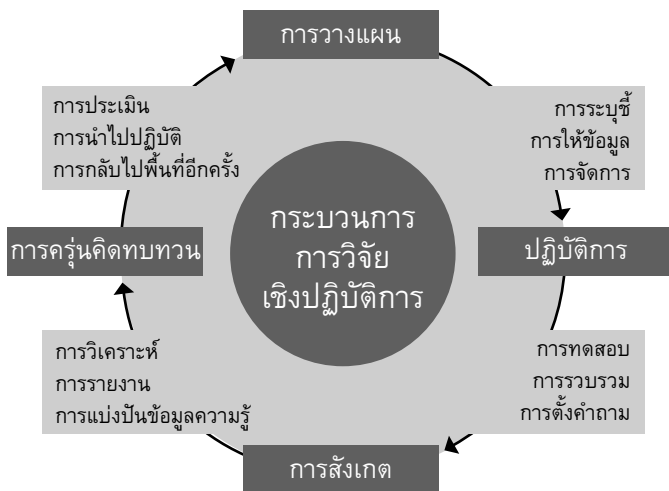 การวางแผน
การประเมิน
การนำไปปฏิบัติ
การกลับไปพื้นที่อีกครั้ง
การระบุชี้
การให้ข้อมูล
การจัดการ
กระบวนการ
การวิจัย
เชิงปฏิบัติการ
การครุ่นคิดทบทวน
ปฏิบัติการ
การวิเคราะห์
การรายงาน
การแบ่งปันข้อมูลความรู้
การทดสอบ
การรวบรวม
การตั้งคำถาม
การสังเกต